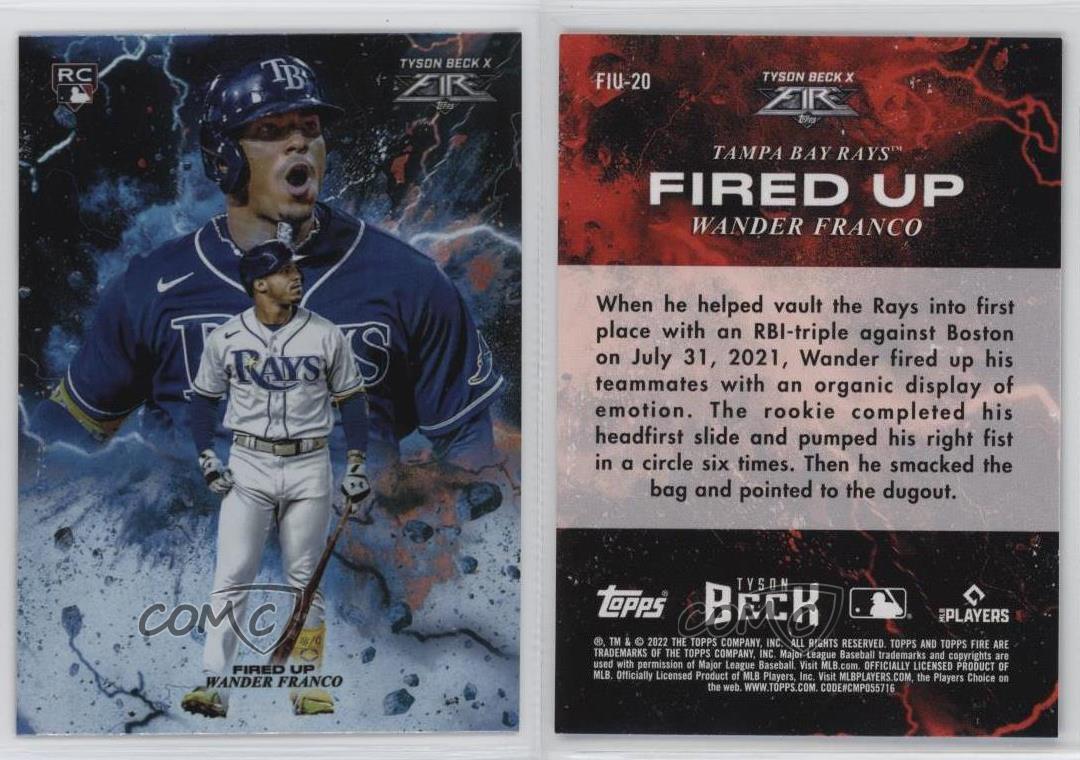 RC
TYSON BECK X
FIRE
Topps
TB
RAYS
RAYS
COMC
FIRED UP
WANDER FRANCO
FIU-20
TYSON BECK X
FIRE
Topps
TAMPA BAY RAYS™
FIRED UP
WANDER FRANCO
When he helped vault the Rays into first
place with an RBI-triple against Boston
on July 31, 2021, Wander fired up his
teammates with an organic display of
emotion. The rookie completed his
headfirst slide and pumped his right fist
in a circle six times. Then he smacked the
bag and pointed to the dugout.
Topps®
TYSON
BECK
MLB PLAYERS
COMC
®, TM & © 2022 THE TOPPS COMPANY, INC. ALL RIGHTS RESERVED. TOPPS AND TOPPS FIRE ARE
TRADEMARKS OF THE TOPPS COMPANY, INC. Major League Baseball trademarks and copyrights are
used with permission of Major League Baseball. Visit MLB.com. OFFICIALLY LICENSED PRODUCT OF
MLB. Officially Licensed Product of MLB Players, Inc. Visit MLBPLAYERS.COM, the Players Choice on
the web. WWW.TOPPS.COM. CODE#CMP055716